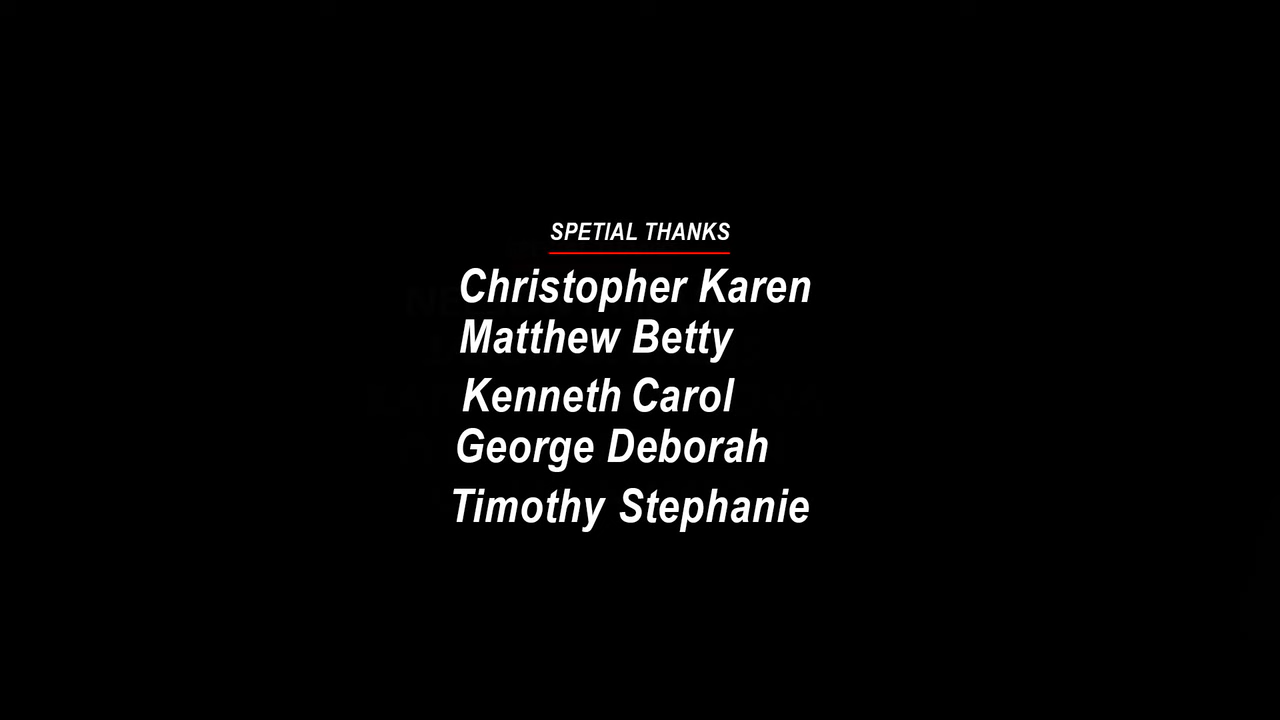 SPETIAL THANKS
Christopher Karen
Matthew Betty
Kenneth Carol
George Deborah
Timothy Stephanie